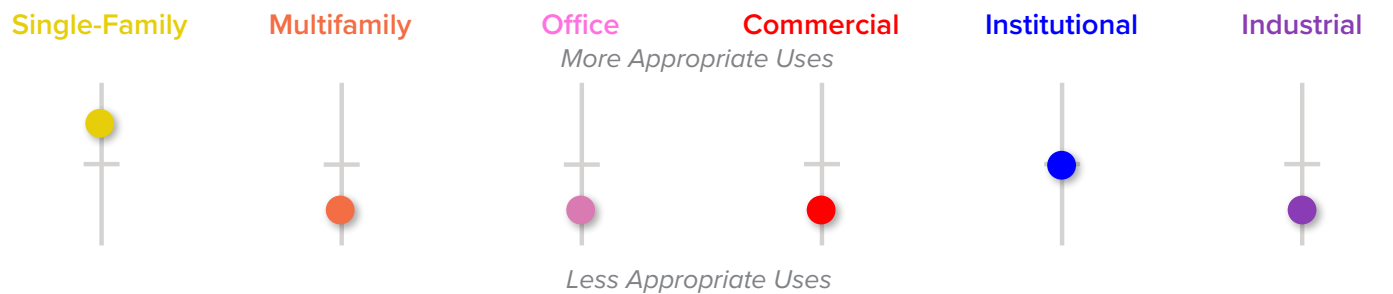 Single-Family Multifamily Office Commercial Institutional Industrial
More Appropriate Uses
Less Appropriate Uses